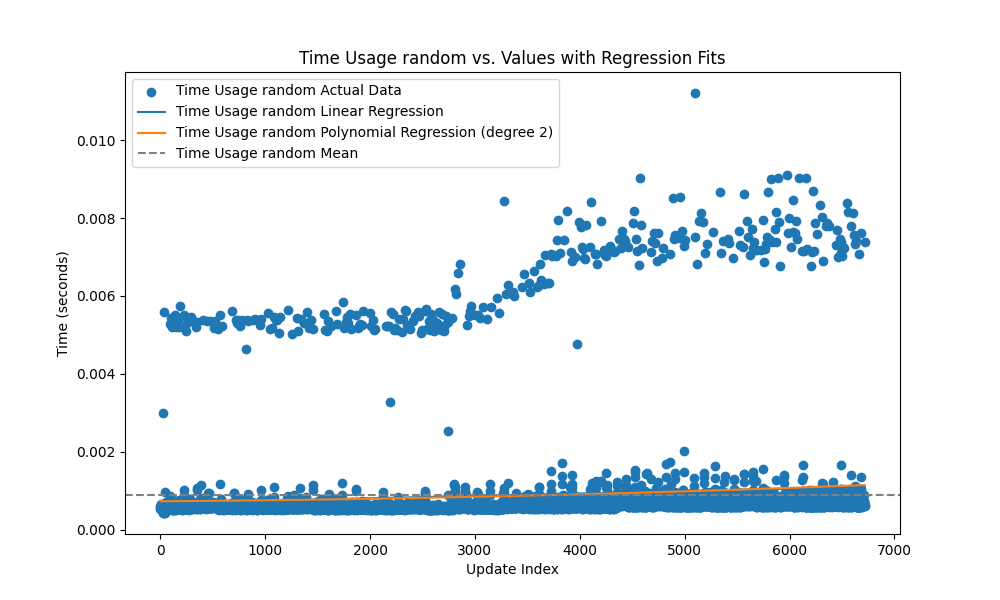 Time Usage random vs. Values with Regression Fits
Time Usage random Actual Data
Time Usage random Linear Regression
Time Usage random Polynomial Regression (degree 2)
Time Usage random Mean
Time (seconds)
0.010
0.008
0.006
0.004
0.002
0.000
0 1000 2000 3000 4000 5000 6000 7000
Update Index